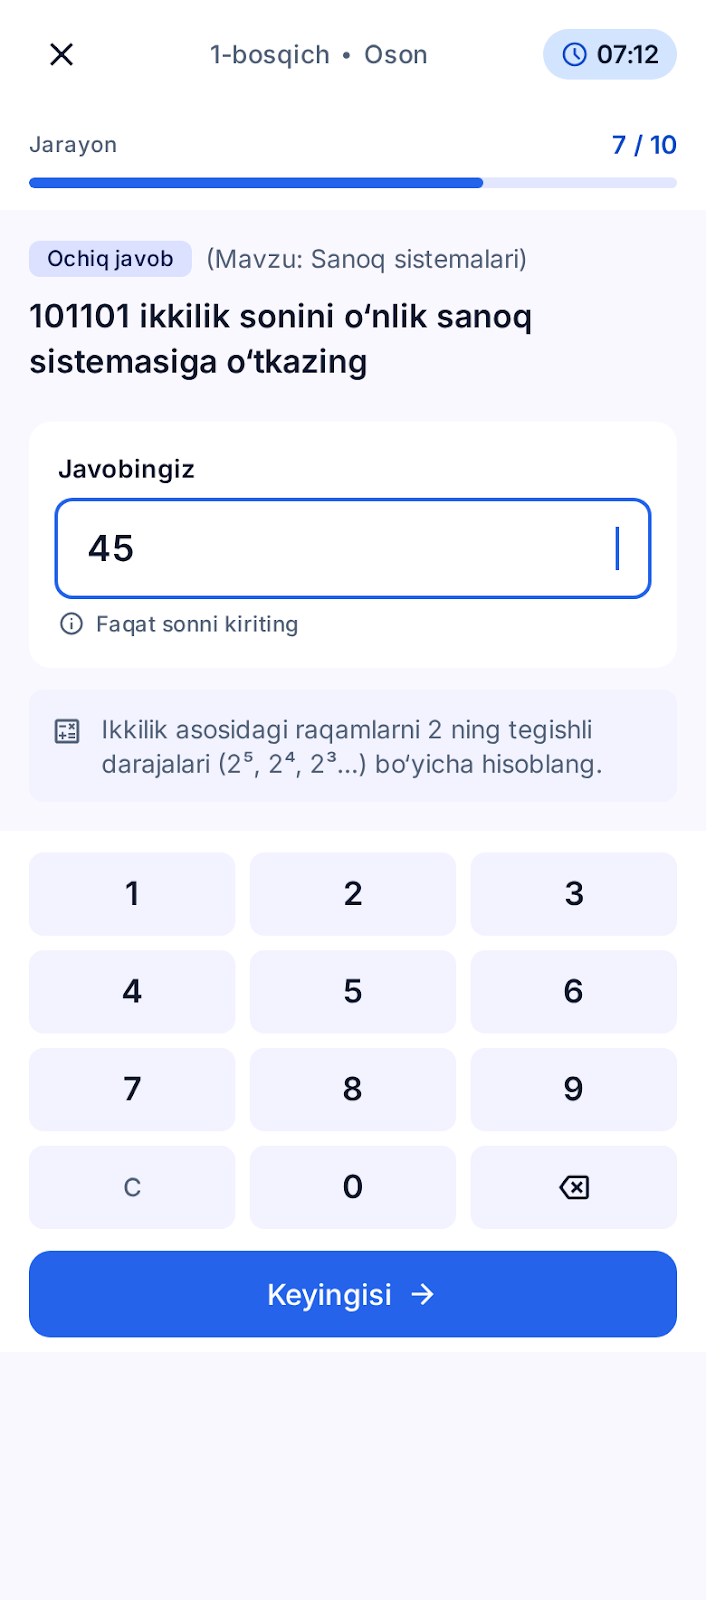 1-bosqich • Oson
07:12
Jarayon
7 / 10
Ochiq javob
(Mavzu: Sanoq sistemalari)
101101 ikkilik sonini o‘nlik sanoq
sistemasiga o‘tkazing
Javobingiz
45
Faqat sonni kiriting
Ikkilik asosidagi raqamlarni 2 ning tegishli
darajalari (2⁵, 2⁴, 2³...) bo‘yicha hisoblang.
1 2 3
4 5 6
7 8 9
C 0
Keyingisi →